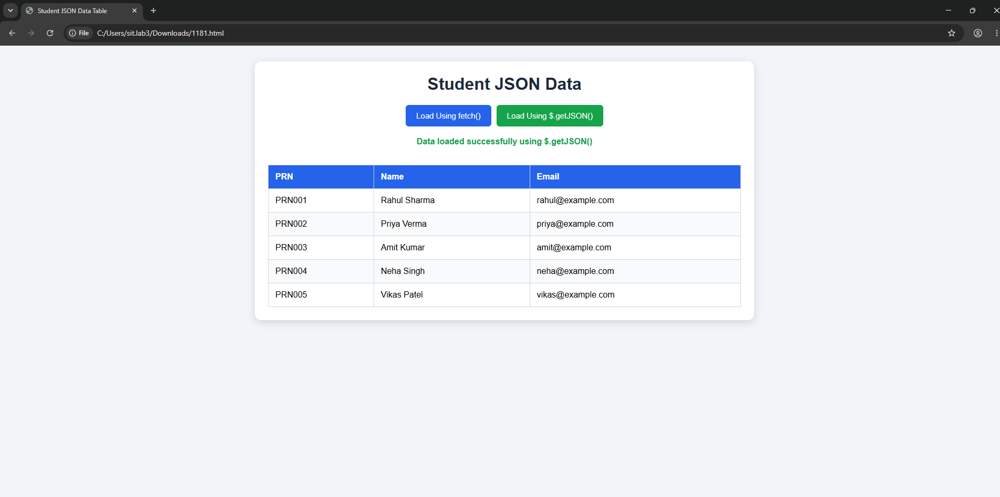 Student JSON Data Table
File C:/Users/sit.lab3/Downloads/1181.html
Student JSON Data
Load Using fetch() Load Using $.getJSON()
Data loaded successfully using $.getJSON()
PRN Name Email
PRN001 Rahul Sharma rahul@example.com
PRN002 Priya Verma priya@example.com
PRN003 Amit Kumar amit@example.com
PRN004 Neha Singh neha@example.com
PRN005 Vikas Patel vikas@example.com